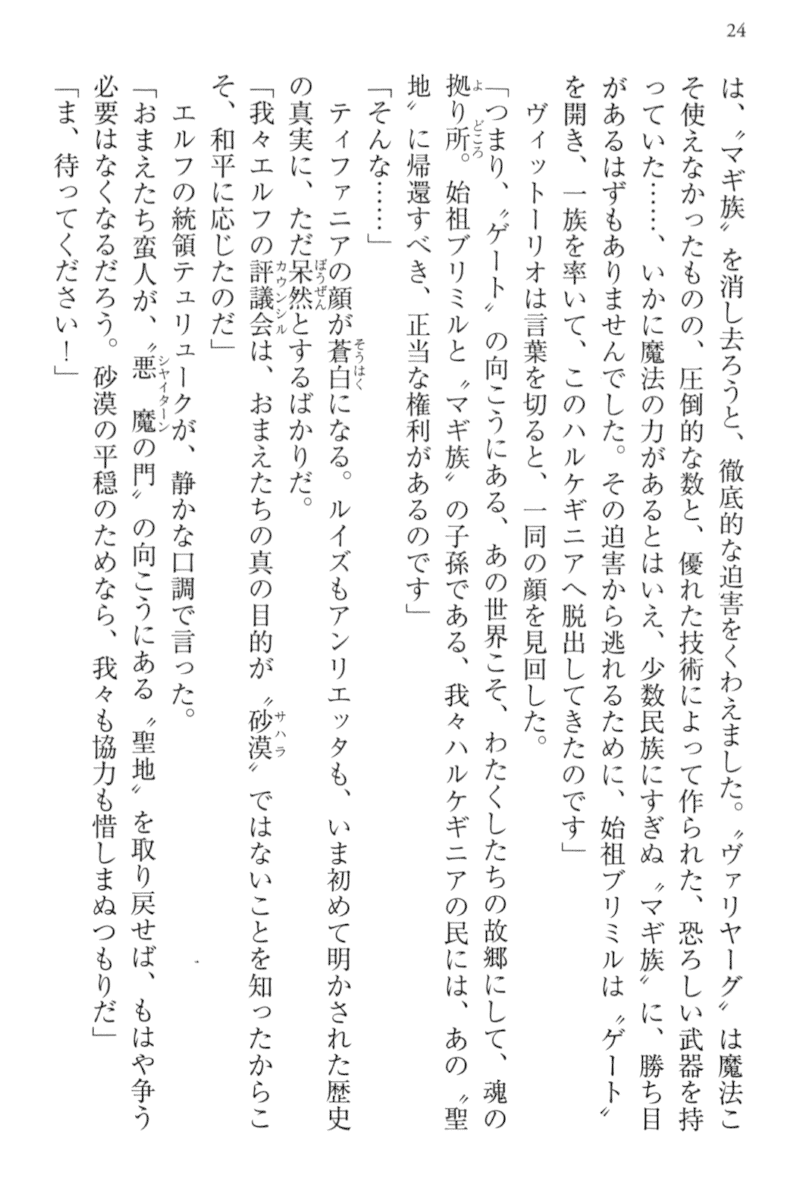 24
は、〝マギ族〟を消し去ろうと、徹底的な迫害をくわえました。〝ヴァリヤーグ〟は魔法こ
そ使えなかったものの、圧倒的な数と、優れた技術によって作られた、恐ろしい武器を持
っていた……、いかに魔法の力があるとはいえ、少数民族にすぎぬ〝マギ族〟に、勝ち目
があるはずもありませんでした。その迫害から逃れるために、始祖ブリミルは〝ゲート〟
を開き、一族を率いて、このハルケギニアへ脱出してきたのです」
ヴィットーリオは言葉を切ると、一同の顔を見回した。
「つまり、〝ゲート〟の向こうにある、あの世界こそ、わたくしたちの故郷にして、魂の
拠り所。始祖ブリミルと〝マギ族〟の子孫である、我々ハルケギニアの民には、あの〝聖
地〟に帰還すべき、正当な権利があるのです」
「そんな……」
ティファニアの顔が蒼白になる。ルイズもアンリエッタも、いま初めて明かされた歴史
の真実に、ただ呆然とするばかりだ。
「我々エルフの評議会は、おまえたちの真の目的が〝砂漠〟ではないことを知ったからこ
そ、和平に応じたのだ」
エルフの統領テュリュークが、静かな口調で言った。
「おまえたち蛮人が、〝悪魔の門〟の向こうにある〝聖地〟を取り戻せば、もはや争う
必要はなくなるだろう。砂漠の平穏のためなら、我々も協力も惜しまぬつもりだ」
「ま、待ってください！」